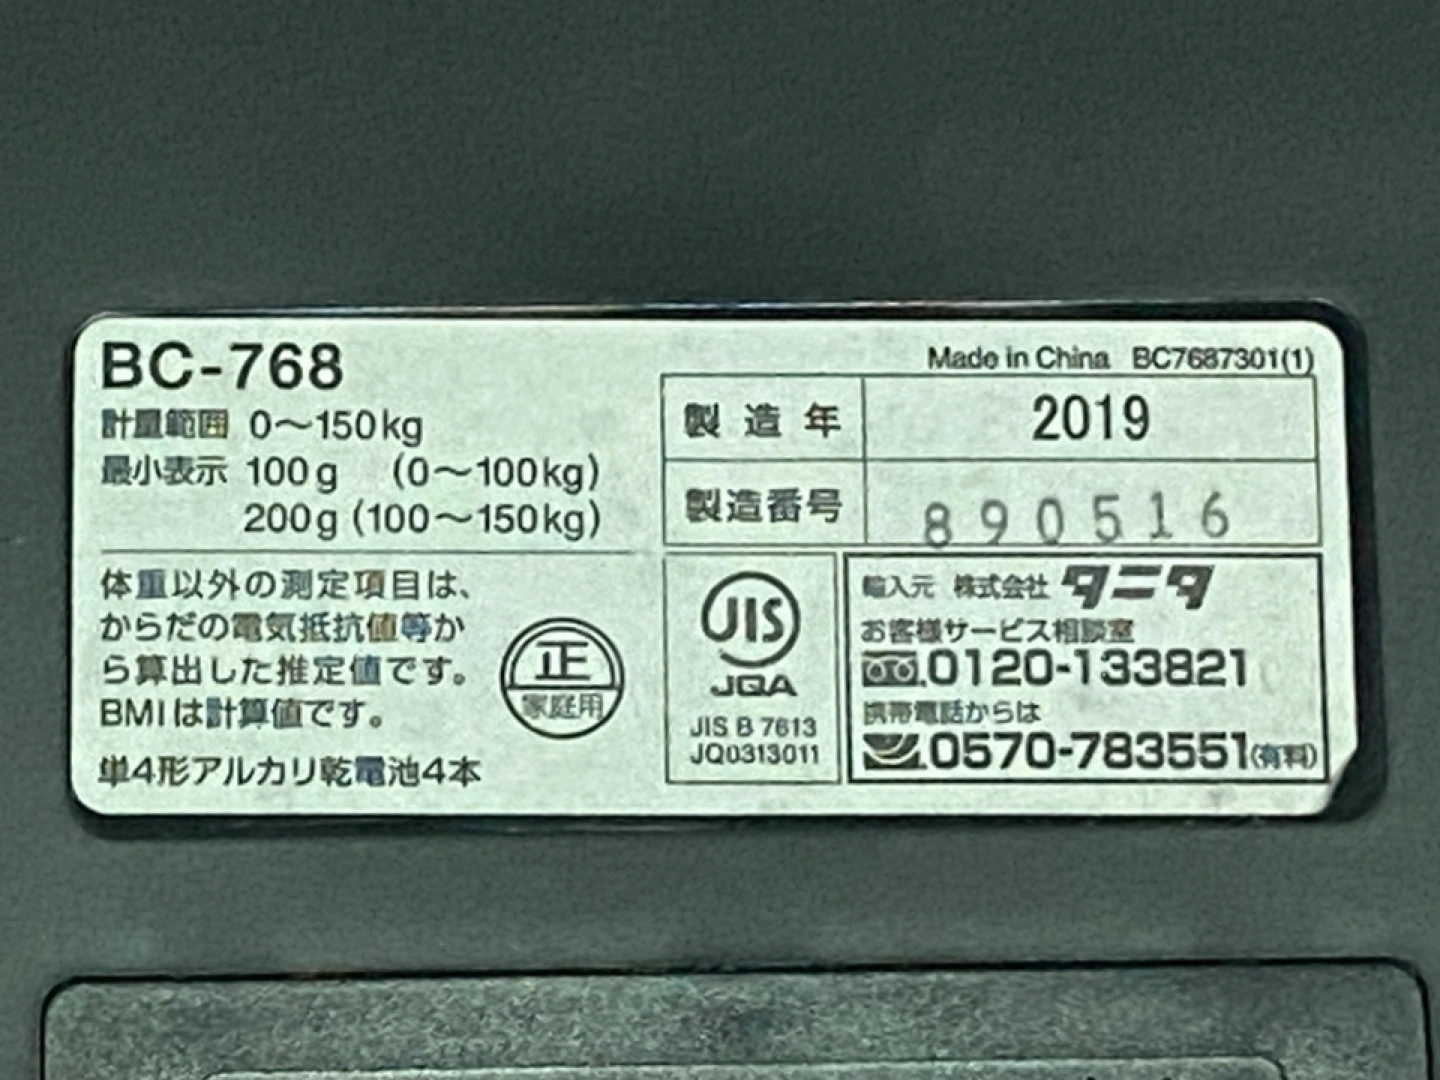 BC-768
計量範囲 0～150kg
最小表示 100g (0～100kg)
200g (100～150kg)
体重以外の測定項目は、
からだの電気抵抗値等か
ら算出した推定値です。
BMIは計算値です。
単4形アルカリ乾電池4本
正
家庭用
Made in China BC7687301(1)
製造年 2019
製造番号 890516
JIS
JQA
JIS B 7613
JQ0313011
輸入元 株式会社 タニタ
お客様サービス相談室
0120-133821
携帯電話からは
0570-783551(有料)